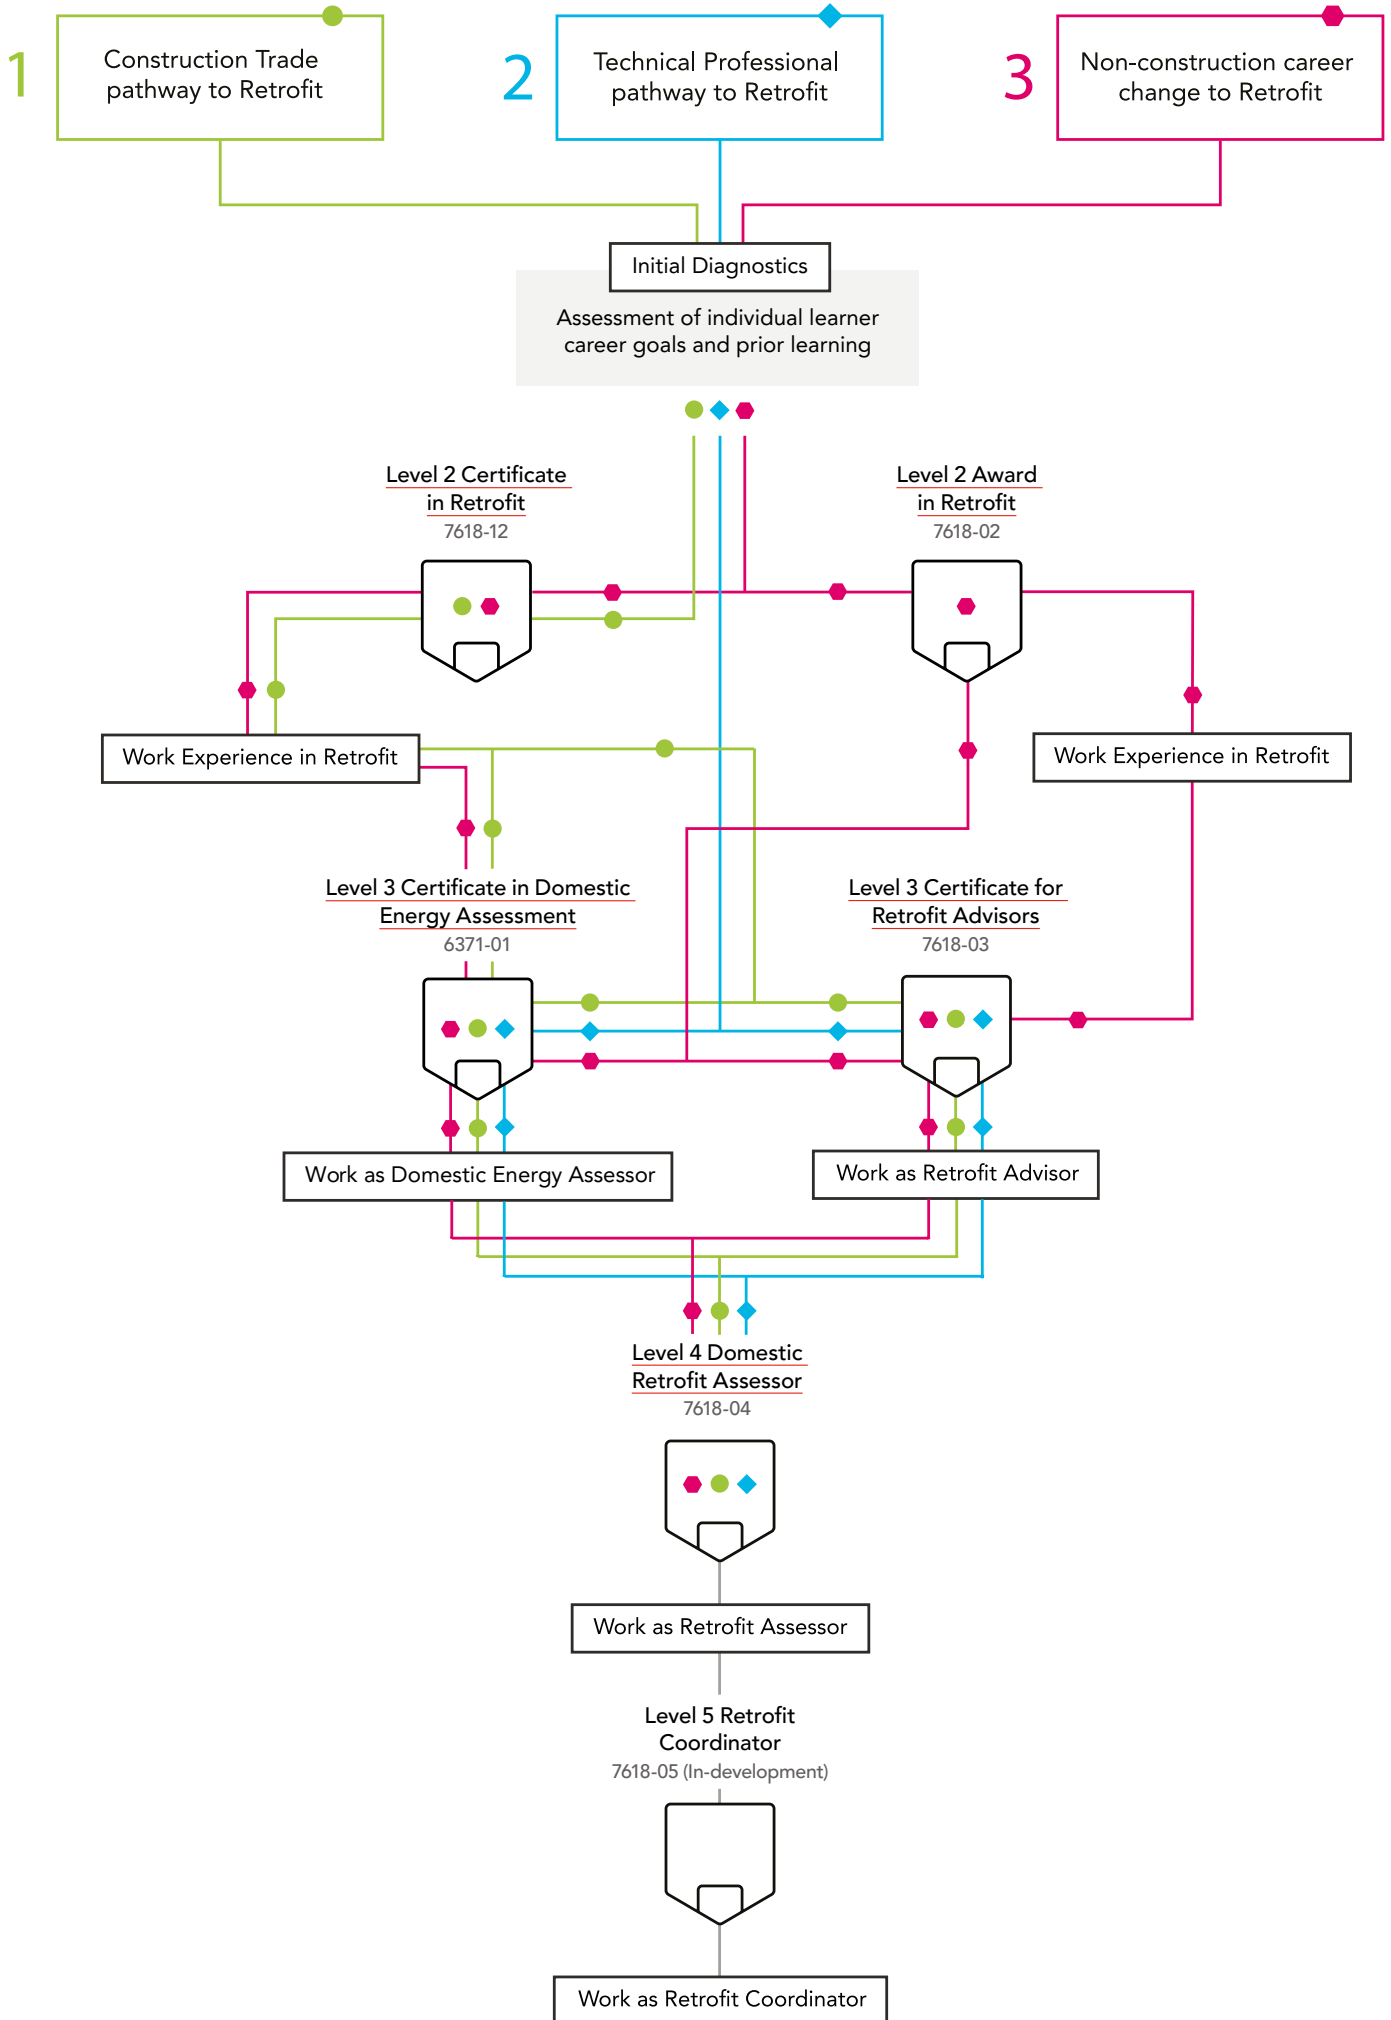 1
Construction Trade
pathway to Retrofit
2
Technical Professional
pathway to Retrofit
3
Non-construction career
change to Retrofit
Initial Diagnostics
Assessment of individual learner
career goals and prior learning
Level 2 Certificate
in Retrofit
7618-12
Level 2 Award
in Retrofit
7618-02
Work Experience in Retrofit
Work Experience in Retrofit
Level 3 Certificate in Domestic
Energy Assessment
6371-01
Level 3 Certificate for
Retrofit Advisors
7618-03
Work as Domestic Energy Assessor
Work as Retrofit Advisor
Level 4 Domestic
Retrofit Assessor
7618-04
Work as Retrofit Assessor
Level 5 Retrofit
Coordinator
7618-05 (In-development)
Work as Retrofit Coordinator